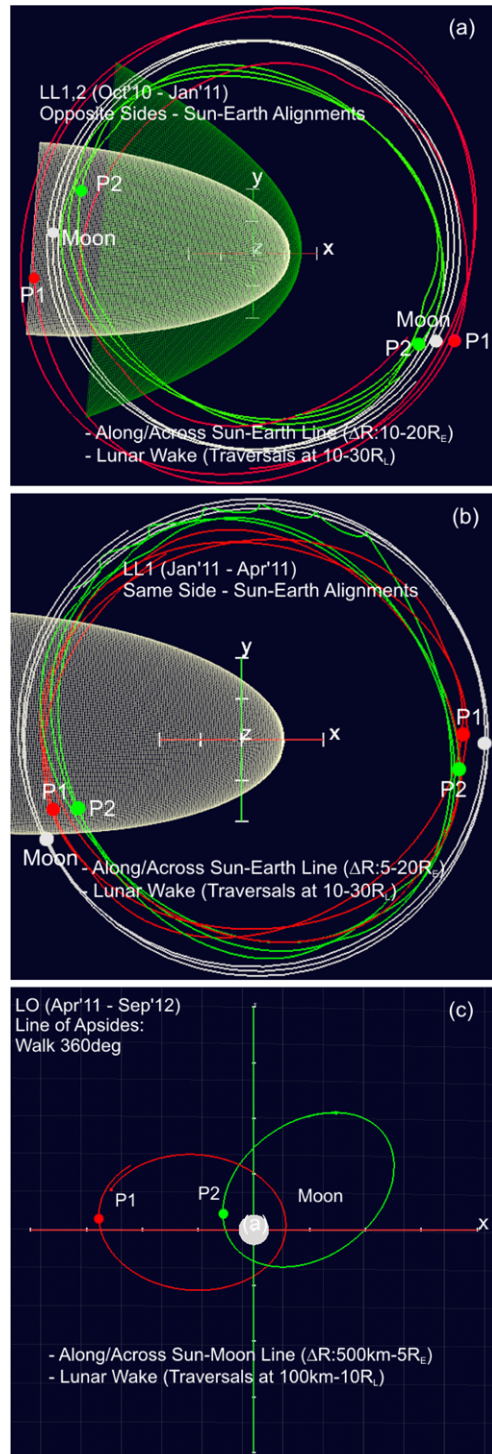 (a)
LL1,2 (Oct'10 - Jan'11)
Opposite Sides - Sun-Earth Alignments
P2
y
Moon
z
x
P1
Moon
P2
P1
- Along/Across Sun-Earth Line (ΔR:10-20R_E)
- Lunar Wake (Traversals at 10-30R_L)
(b)
LL1 (Jan'11 - Apr'11)
Same Side - Sun-Earth Alignments
y
P1
z
x
P2
P1
P2
Moon
- Along/Across Sun-Earth Line (ΔR:5-20R_E)
- Lunar Wake (Traversals at 10-30R_L)
LO (Apr'11 - Sep'12)
(c)
Line of Apsides:
Walk 360deg
P1
P2
Moon
(a)
x
- Along/Across Sun-Moon Line (ΔR:500km-5R_E)
- Lunar Wake (Traversals at 100km-10R_L)